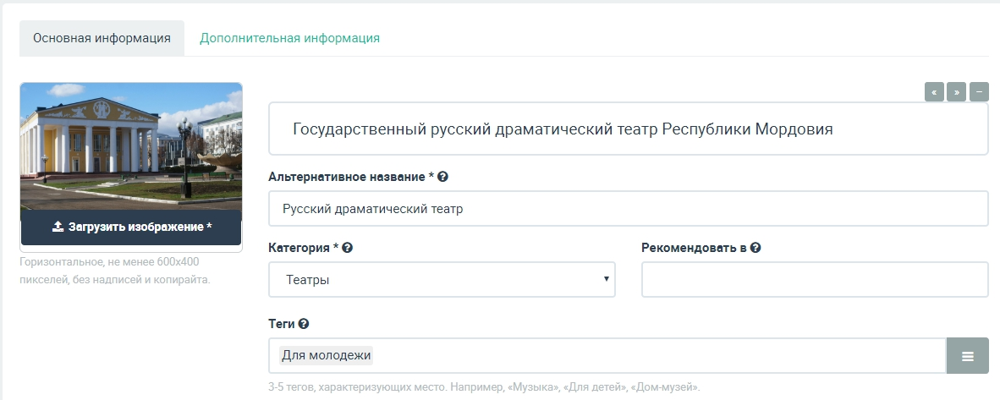 Основная информация
Дополнительная информация
« » –
Государственный русский драматический театр Республики Мордовия
Альтернативное название *
Русский драматический театр
Загрузить изображение *
Горизонтальное, не менее 600x400
пикселей, без надписей и копирайта.
Категория *
Рекомендовать в
Театры
Теги
Для молодежи
3-5 тегов, характеризующих место. Например, «Музыка», «Для детей», «Дом-музей».